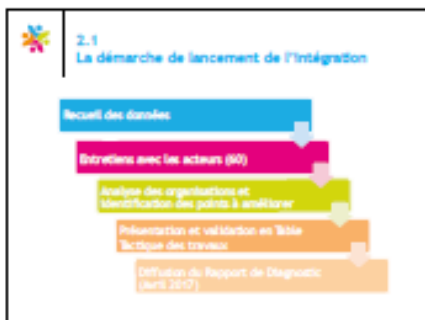 2.1
La démarche de lancement de l'Intégration
Recueil des données
Entretiens avec les acteurs (60)
Analyse des organisations et
identification des points à améliorer
Présentation et validation en Table
Tactique des travaux
Diffusion du Rapport de Diagnostic
(Avril 2017)